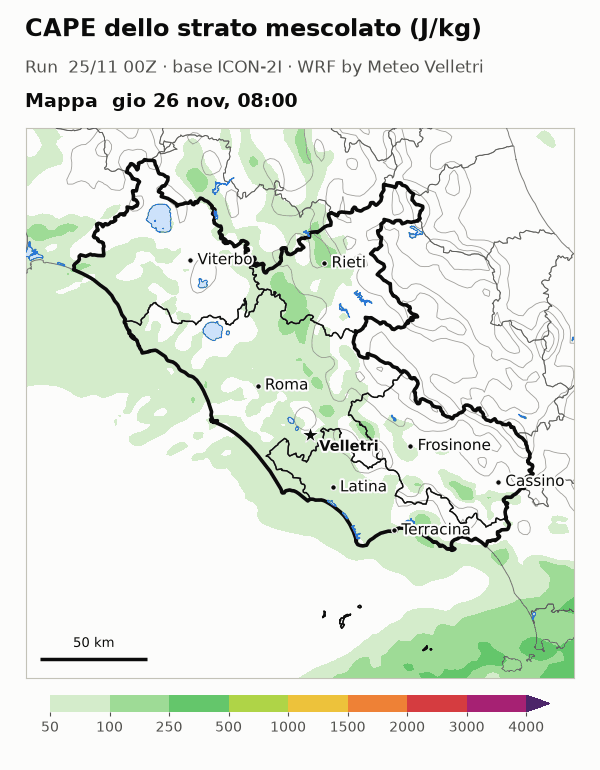 CAPE dello strato mescolato (J/kg)
Run  25/11 00Z · base ICON-2I · WRF by Meteo Velletri
Mappa  gio 26 nov, 08:00
Viterbo
Rieti
Roma
Velletri
Frosinone
Latina
Cassino
Terracina
50 km
50 100 250 500 1000 1500 2000 3000 4000